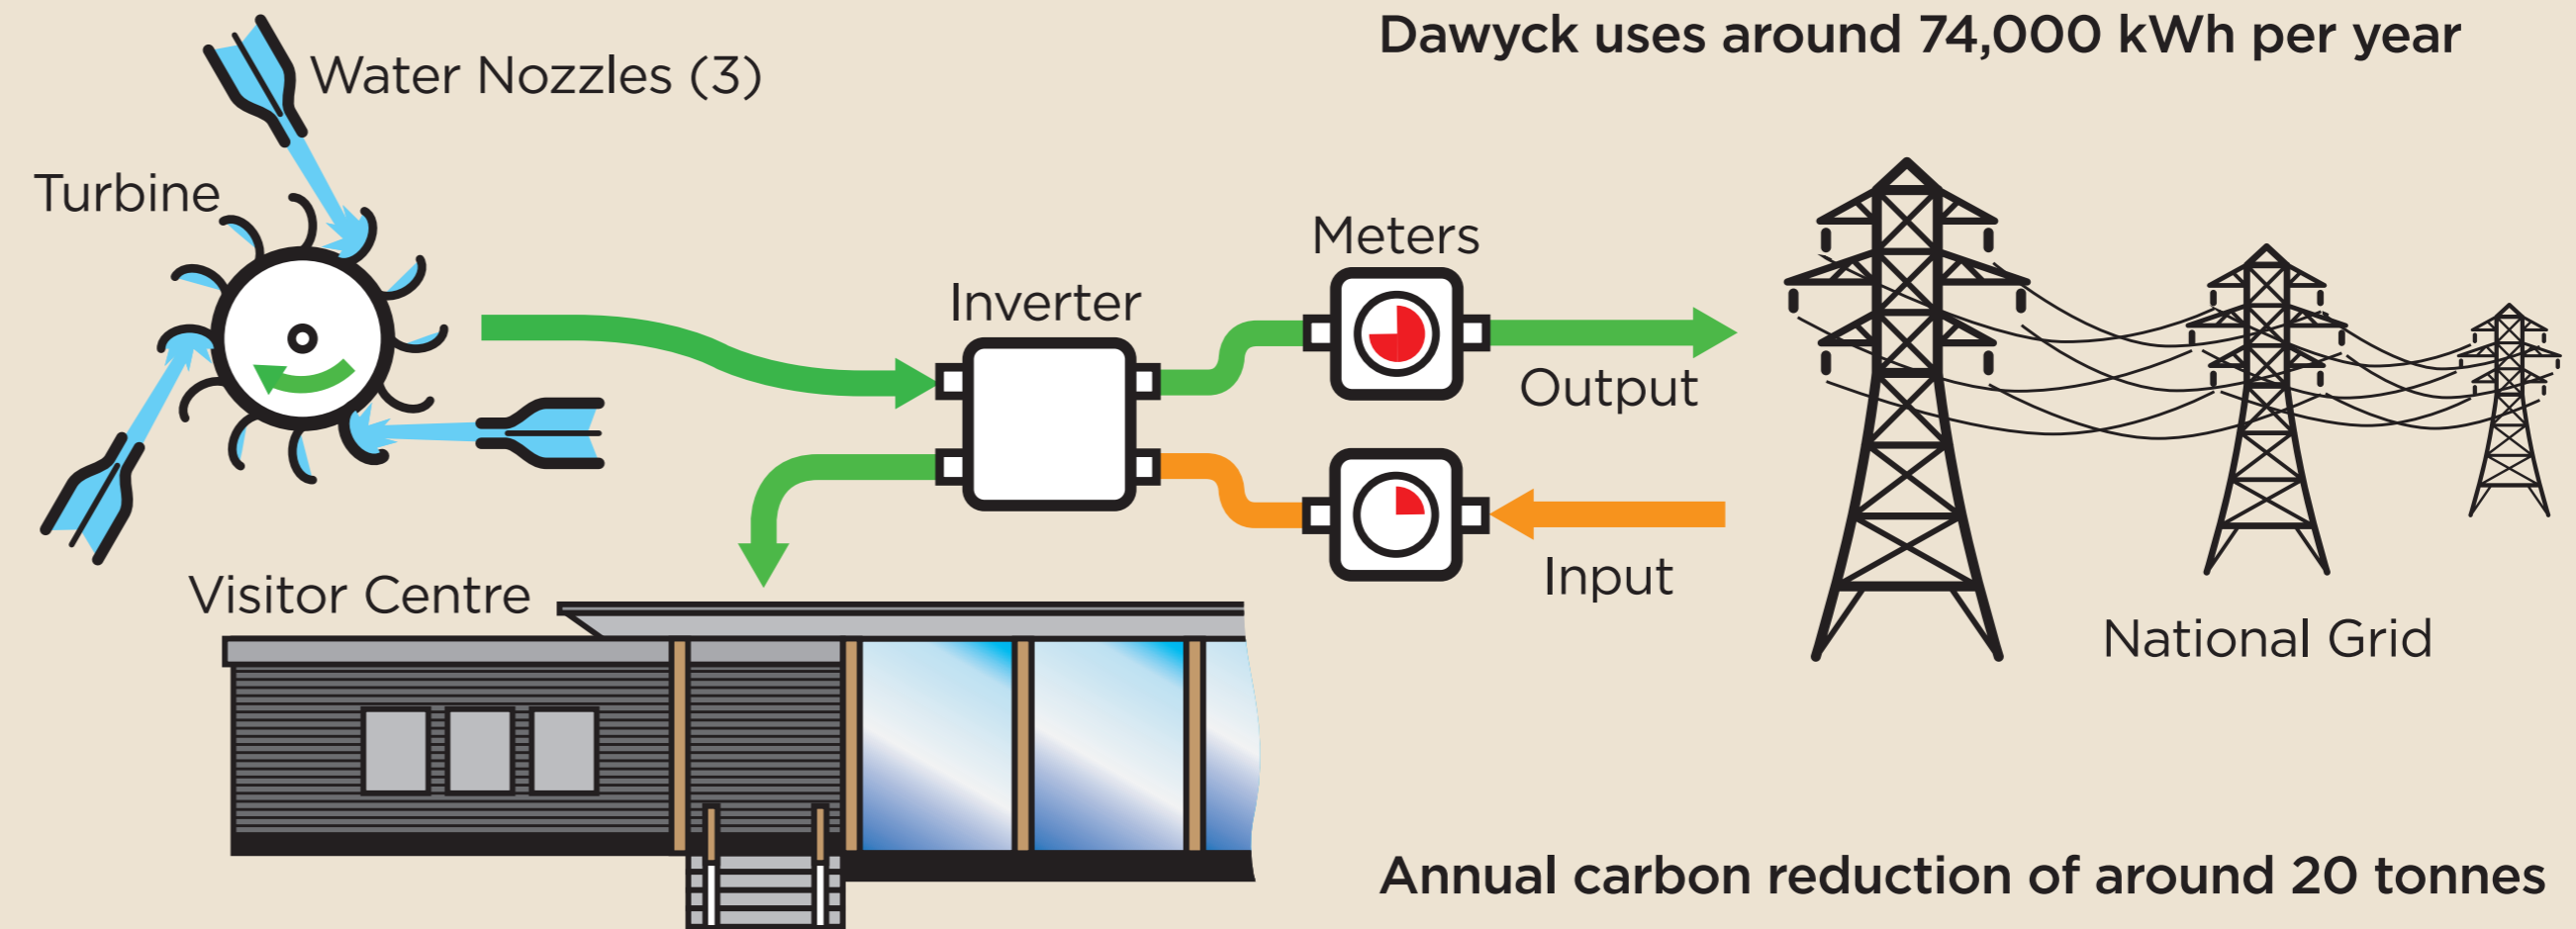 Dawyck uses around 74,000 kWh per year
Water Nozzles (3)
Turbine
Meters
Inverter
Output
Input
Visitor Centre
National Grid
Annual carbon reduction of around 20 tonnes